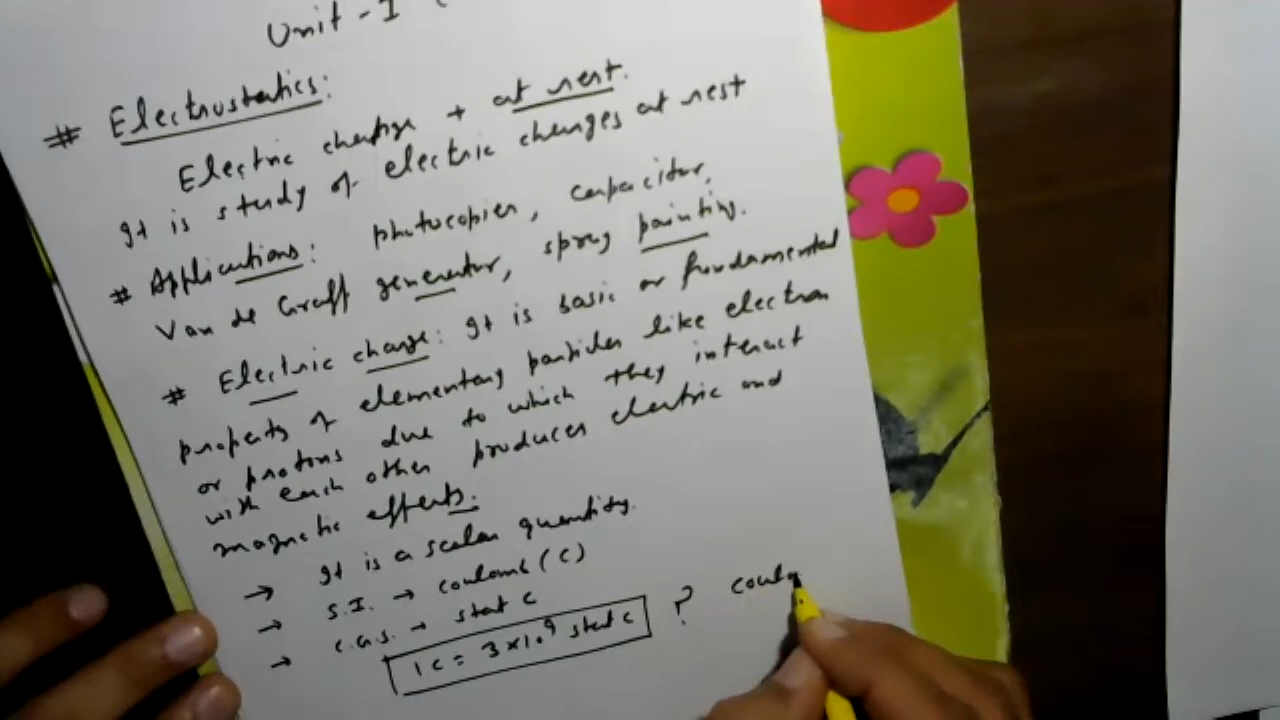 Unit - I (
# Electrostatics:
Electric charge + at rest.
It is study of electric charges at rest
# Applications: photocopier, capacitor,
Van de Graff generator, spray painting.
# Electric charge: It is basic or fundamental
property of elementary particles like electron
or protons due to which they interact
with each other produces electric and
magnetic effects.
→ It is a scalar quantity.
→ S.I. → coulomb (C)
→ C.G.S. → stat C
1 C = 3×10⁹ stat C ? coulo